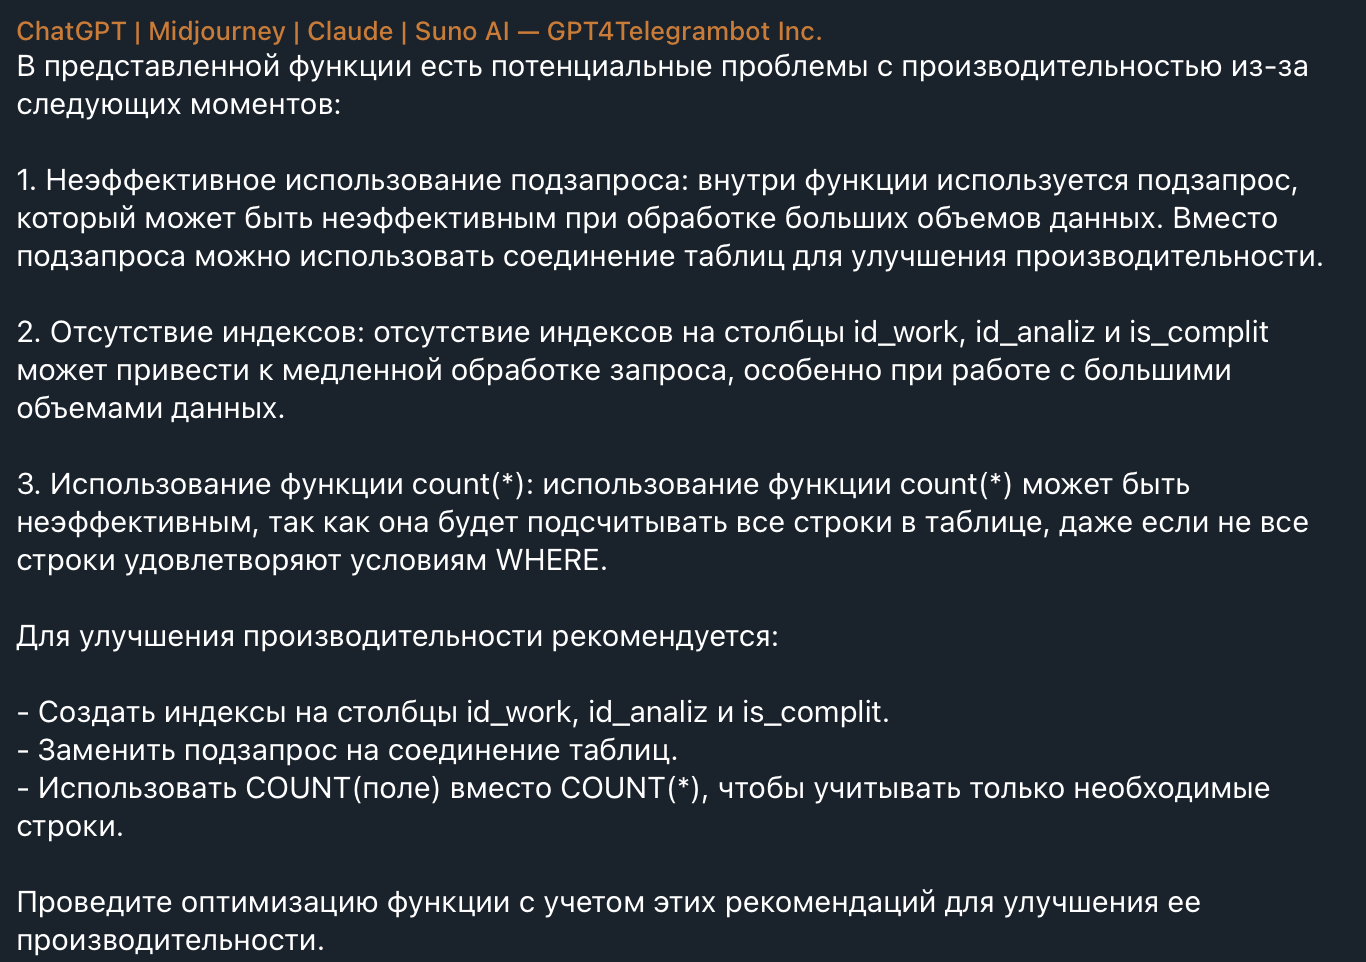 ChatGPT | Midjourney | Claude | Suno AI — GPT4Telegrambot Inc.
В представленной функции есть потенциальные проблемы с производительностью из-за
следующих моментов:
1. Неэффективное использование подзапроса: внутри функции используется подзапрос,
который может быть неэффективным при обработке больших объемов данных. Вместо
подзапроса можно использовать соединение таблиц для улучшения производительности.
2. Отсутствие индексов: отсутствие индексов на столбцы id_work, id_analiz и is_complit
может привести к медленной обработке запроса, особенно при работе с большими
объемами данных.
3. Использование функции count(*): использование функции count(*) может быть
неэффективным, так как она будет подсчитывать все строки в таблице, даже если не все
строки удовлетворяют условиям WHERE.
Для улучшения производительности рекомендуется:
- Создать индексы на столбцы id_work, id_analiz и is_complit.
- Заменить подзапрос на соединение таблиц.
- Использовать COUNT(поле) вместо COUNT(*), чтобы учитывать только необходимые
строки.
Проведите оптимизацию функции с учетом этих рекомендаций для улучшения ее
производительности.